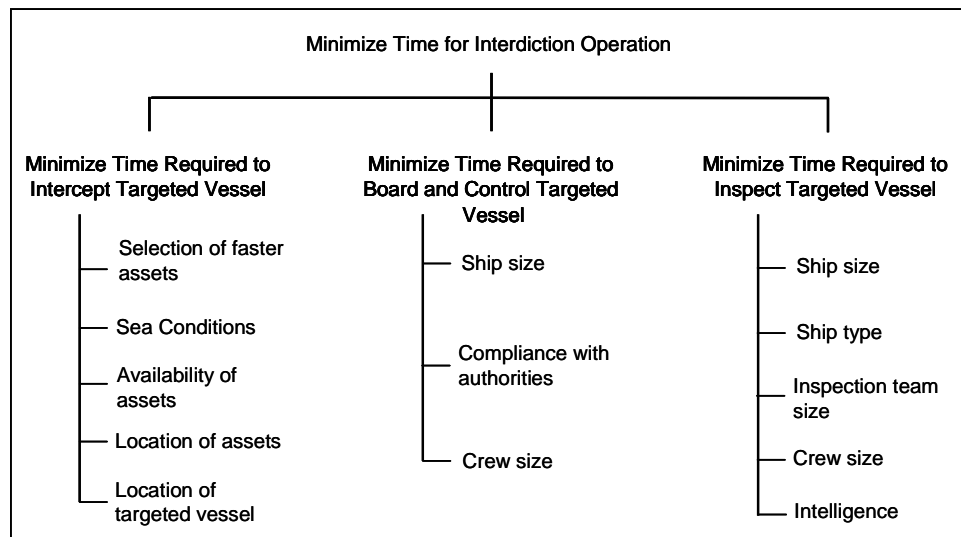 Minimize Time for Interdiction Operation
Minimize Time Required to
Intercept Targeted Vessel
Selection of faster
assets
Sea Conditions
Availability of
assets
Location of assets
Location of
targeted vessel
Minimize Time Required to
Board and Control Targeted
Vessel
Ship size
Compliance with
authorities
Crew size
Minimize Time Required to
Inspect Targeted Vessel
Ship size
Ship type
Inspection team
size
Crew size
Intelligence